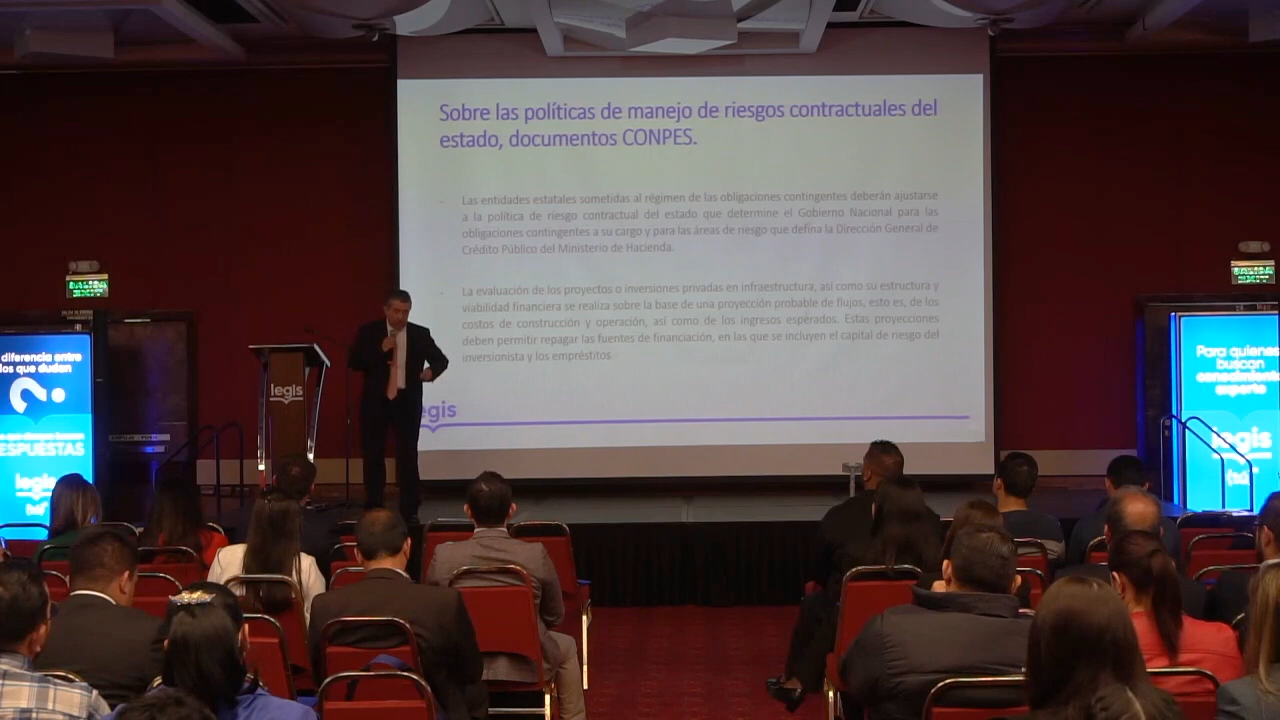 Sobre las políticas de manejo de riesgos contractuales del
estado, documentos CONPES.
- Las entidades estatales sometidas al régimen de las obligaciones contingentes deberán ajustarse
a la política de riesgo contractual del estado que determine el Gobierno Nacional para las
obligaciones contingentes a su cargo y para las áreas de riesgo que defina la Dirección General de
Crédito Público del Ministerio de Hacienda.
- La evaluación de los proyectos o inversiones privadas en infraestructura, así como su estructura y
viabilidad financiera se realiza sobre la base de una proyección probable de flujos, esto es, de los
costos de construcción y operación, así como de los ingresos esperados. Estas proyecciones
deben permitir repagar las fuentes de financiación, en las que se incluyen el capital de riesgo del
inversionista y los empréstitos.
egis
legis
diferencia entre
los que dudan
ESPUESTAS
legis
Para quienes
buscan
conocimiento
experto
legis
(tú)
SALIDA